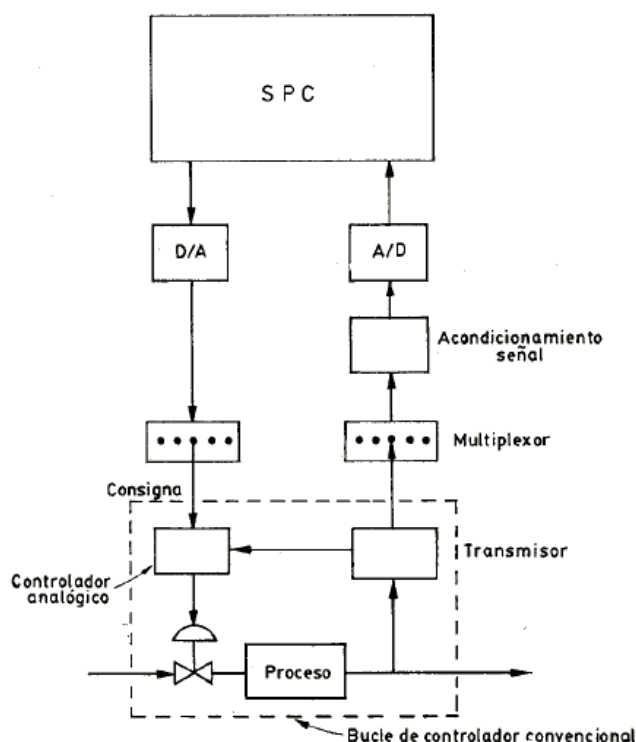 SPC
D/A
A/D
Acondicionamiento
señal
Multiplexor
Consigna
Transmisor
Controlador
analógico
Proceso
Bucle de controlador convencional